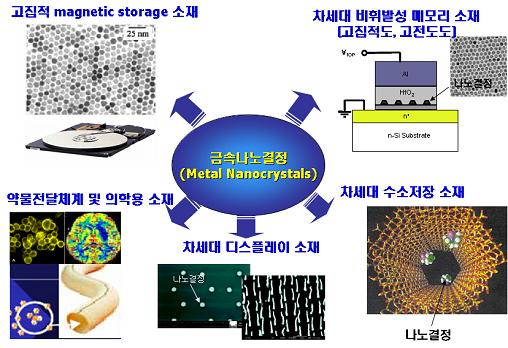 고집적 magnetic storage 소재
25 nm
차세대 비휘발성 메모리 소재
(고집적도, 고전도도)
VTOP
Al
HfO2
나노결정
n+
n-Si Substrate
금속나노결정
(Metal Nanocrystals)
약물전달체계 및 의학용 소재
A
차세대 디스플레이 소재
나노결정
차세대 수소저장 소재
나노결정